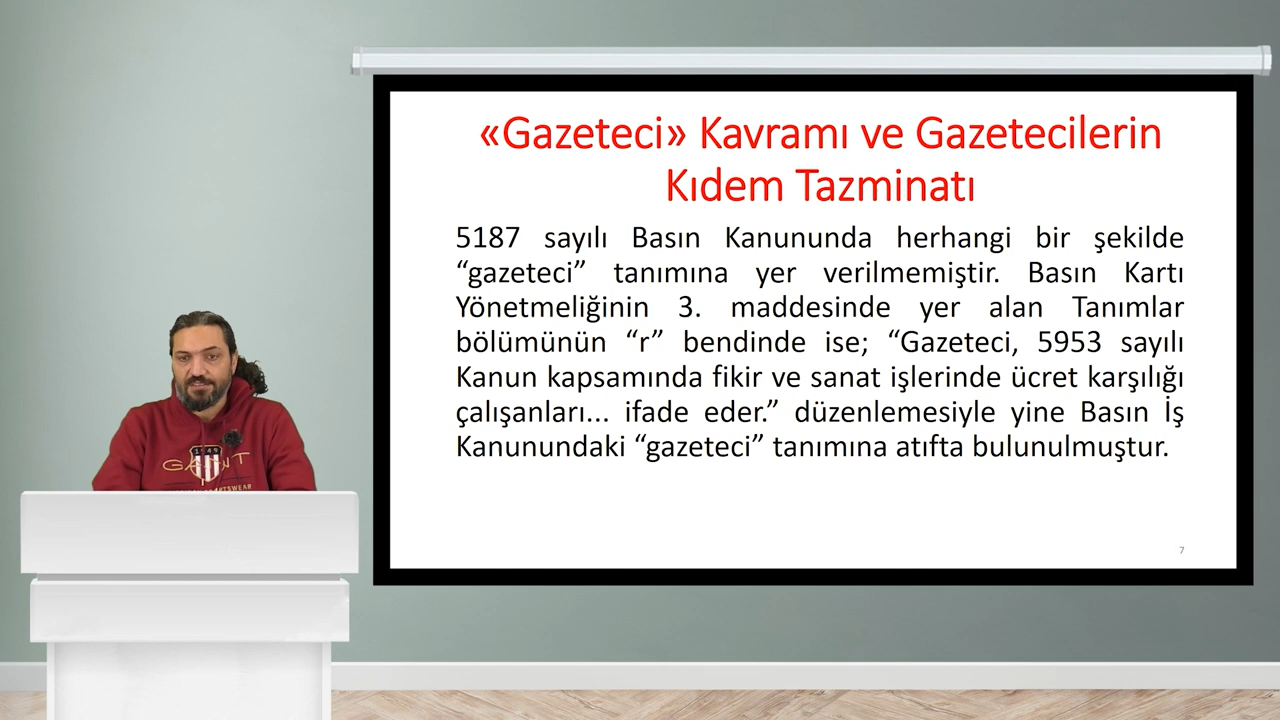 «Gazeteci» Kavramı ve Gazetecilerin
Kıdem Tazminatı
5187 sayılı Basın Kanununda herhangi bir şekilde
“gazeteci” tanımına yer verilmemiştir. Basın Kartı
Yönetmeliğinin 3. maddesinde yer alan Tanımlar
bölümünün “r” bendinde ise; “Gazeteci, 5953 sayılı
Kanun kapsamında fikir ve sanat işlerinde ücret karşılığı
çalışanları... ifade eder.” düzenlemesiyle yine Basın İş
Kanunundaki “gazeteci” tanımına atıfta bulunulmuştur.
7
1949
GANT